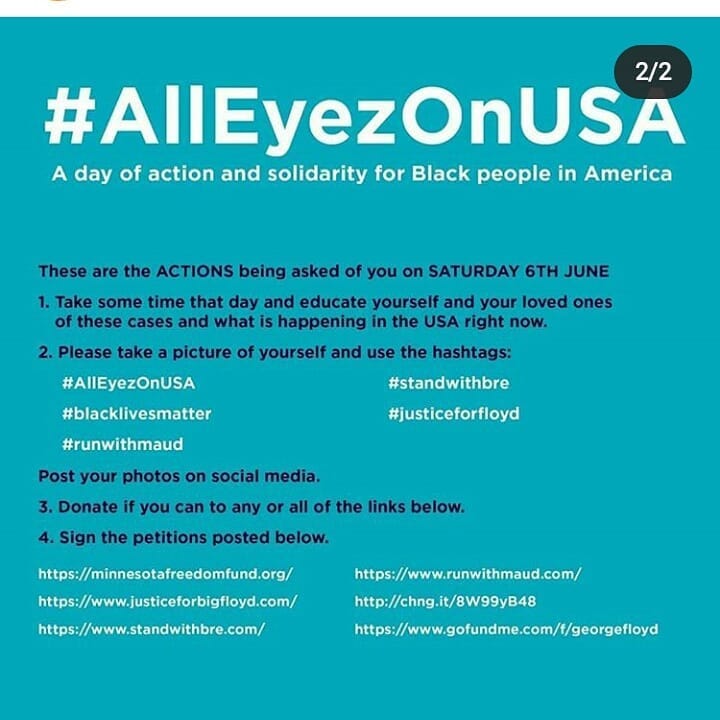 2/2
#AllEyezOnUSA
A day of action and solidarity for Black people in America
These are the ACTIONS being asked of you on SATURDAY 6TH JUNE
1. Take some time that day and educate yourself and your loved ones
of these cases and what is happening in the USA right now.
2. Please take a picture of yourself and use the hashtags:
#AllEyezOnUSA
#standwithbre
#blacklivesmatter
#justiceforfloyd
#runwithmaud
Post your photos on social media.
3. Donate if you can to any or all of the links below.
4. Sign the petitions posted below.
https://minnesotafreedomfund.org/
https://www.runwithmaud.com/
https://www.justiceforbigfloyd.com/
http://chng.it/8W99yB48
https://www.standwithbre.com/
https://www.gofundme.com/f/georgefloyd